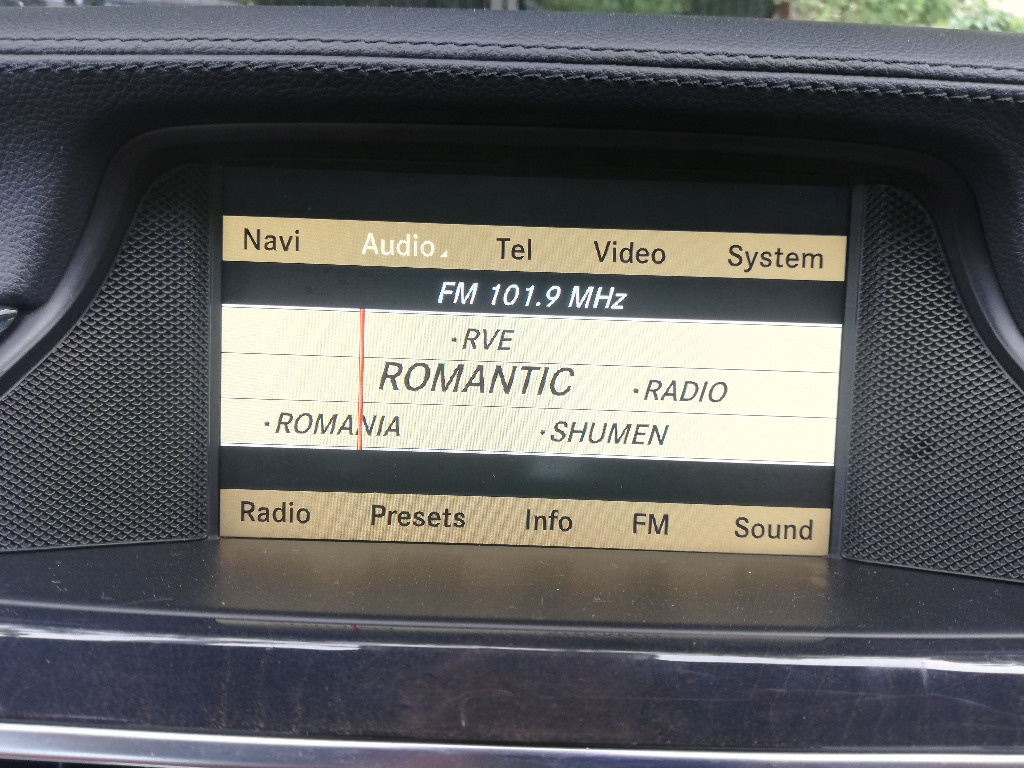 Navi Audio Tel Video System
FM 101.9 MHz
·RVE
ROMANTIC ·RADIO
·ROMANIA ·SHUMEN
Radio Presets Info FM Sound